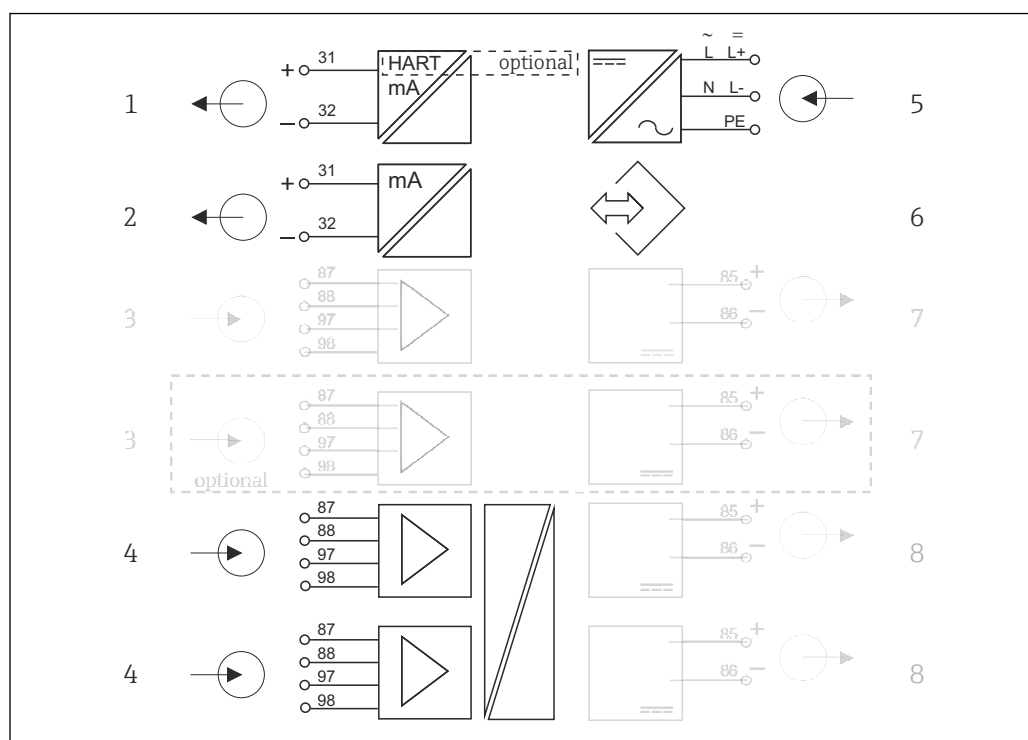 ~ =
+ 31 HART optional L L+
1 mA N L- 5
− 32 PE
+ 31 mA
2 6
− 32
87 85 +
88
3 97 86 − 7
98
87 85 +
88
3 97 86 − 7
optional 98
87 85 +
88
4 97 86 − 8
98
87 85 +
88
4 97 86 − 8
98